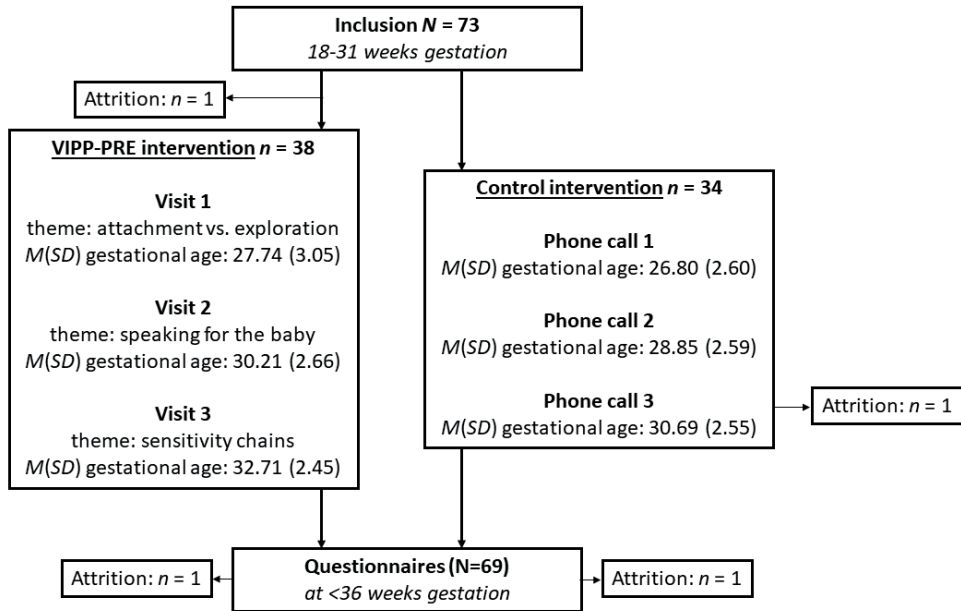 Inclusion N = 73
18-31 weeks gestation
Attrition: n = 1
VIPP-PRE intervention n = 38
Visit 1
theme: attachment vs. exploration
M(SD) gestational age: 27.74 (3.05)
Visit 2
theme: speaking for the baby
M(SD) gestational age: 30.21 (2.66)
Visit 3
theme: sensitivity chains
M(SD) gestational age: 32.71 (2.45)
Control intervention n = 34
Phone call 1
M(SD) gestational age: 26.80 (2.60)
Phone call 2
M(SD) gestational age: 28.85 (2.59)
Phone call 3
M(SD) gestational age: 30.69 (2.55)
Attrition: n = 1
Attrition: n = 1
Questionnaires (N=69)
at <36 weeks gestation
Attrition: n = 1